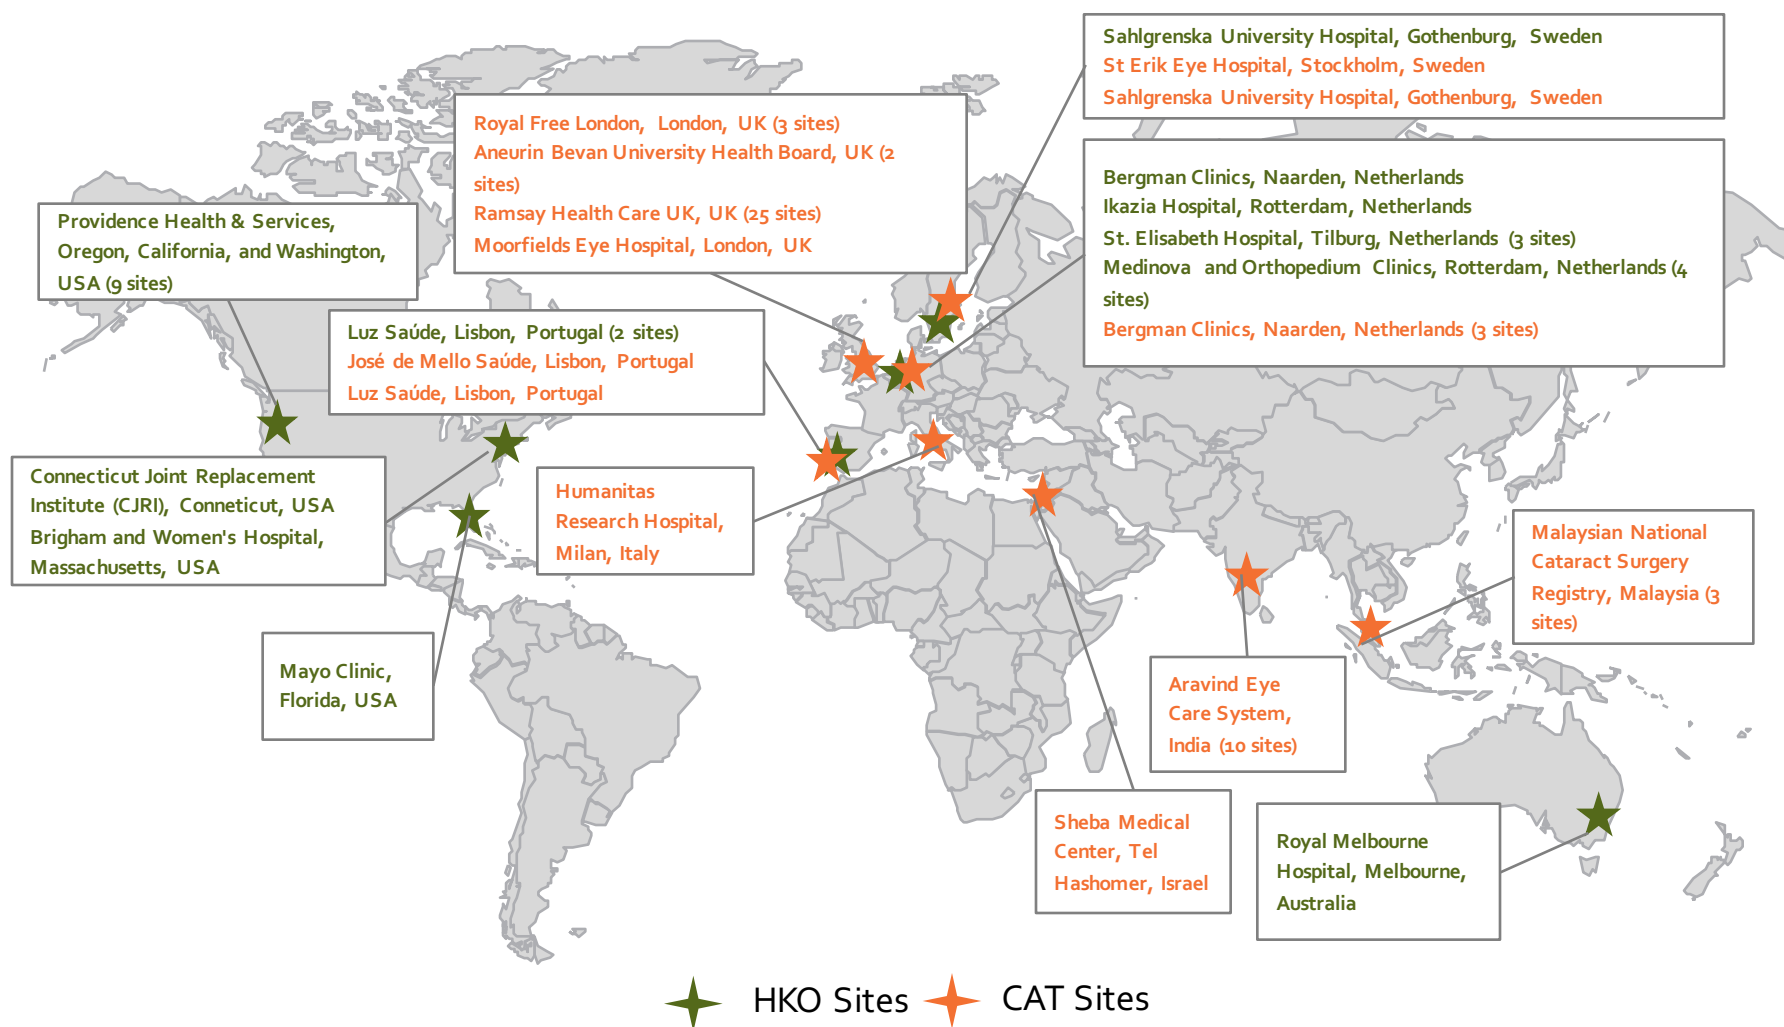 Sahlgrenska University Hospital, Gothenburg, Sweden
St Erik Eye Hospital, Stockholm, Sweden
Sahlgrenska University Hospital, Gothenburg, Sweden
Royal Free London, London, UK (3 sites)
Aneurin Bevan University Health Board, UK (2
sites)
Ramsay Health Care UK, UK (25 sites)
Moorfields Eye Hospital, London, UK
Bergman Clinics, Naarden, Netherlands
Ikazia Hospital, Rotterdam, Netherlands
St. Elisabeth Hospital, Tilburg, Netherlands (3 sites)
Medinova and Orthopedium Clinics, Rotterdam, Netherlands (4
sites)
Bergman Clinics, Naarden, Netherlands (3 sites)
Providence Health & Services,
Oregon, California, and Washington,
USA (9 sites)
Luz Saúde, Lisbon, Portugal (2 sites)
José de Mello Saúde, Lisbon, Portugal
Luz Saúde, Lisbon, Portugal
Connecticut Joint Replacement
Institute (CJRI), Conneticut, USA
Brigham and Women's Hospital,
Massachusetts, USA
Humanitas
Research Hospital,
Milan, Italy
Malaysian National
Cataract Surgery
Registry, Malaysia (3
sites)
Mayo Clinic,
Florida, USA
Aravind Eye
Care System,
India (10 sites)
Sheba Medical
Center, Tel
Hashomer, Israel
Royal Melbourne
Hospital, Melbourne,
Australia
HKO Sites
CAT Sites